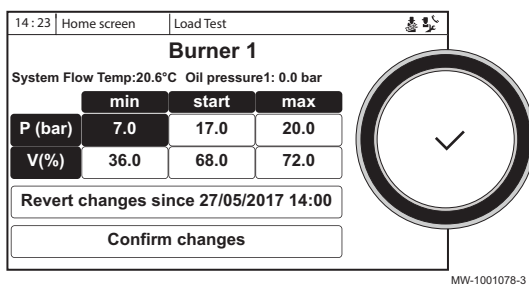 14:23 Home screen Load Test
Burner 1
System Flow Temp:20.6°C Oil pressure1: 0.0 bar
min start max
P (bar) 7.0 17.0 20.0
V(%) 36.0 68.0 72.0
Revert changes since 27/05/2017 14:00
Confirm changes
MW-1001078-3